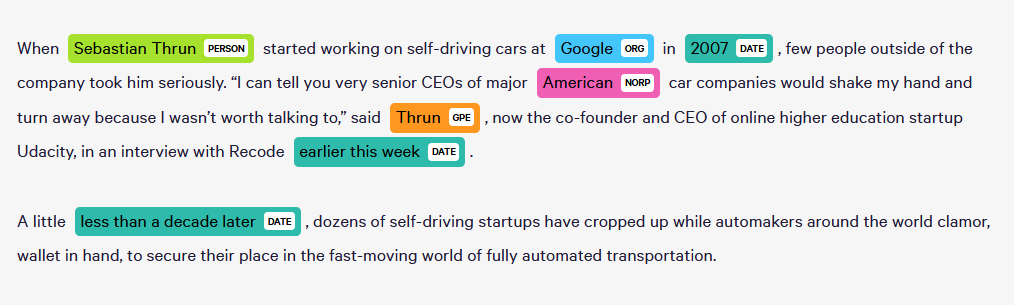 When Sebastian Thrun PERSON started working on self-driving cars at Google ORG in 2007 DATE , few people outside of the
company took him seriously. “I can tell you very senior CEOs of major American NORP car companies would shake my hand and
turn away because I wasn’t worth talking to,” said Thrun GPE , now the co-founder and CEO of online higher education startup
Udacity, in an interview with Recode earlier this week DATE .
A little less than a decade later DATE , dozens of self-driving startups have cropped up while automakers around the world clamor,
wallet in hand, to secure their place in the fast-moving world of fully automated transportation.